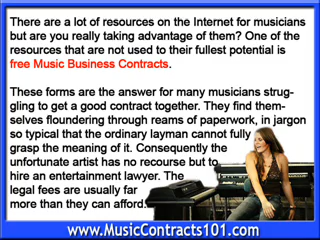 There are a lot of resources on the Internet for musicians
but are you really taking advantage of them? One of the
resources that are not used to their fullest potential is
free Music Business Contracts.
These forms are the answer for many musicians strug-
gling to get a good contract together. They find them-
selves floundering through reams of paperwork, in jargon
so typical that the ordinary layman cannot fully
grasp the meaning of it. Consequently the
unfortunate artist has no recourse but to
hire an entertainment lawyer. The
legal fees are usually far
more than they can afford.
www.MusicContracts101.com